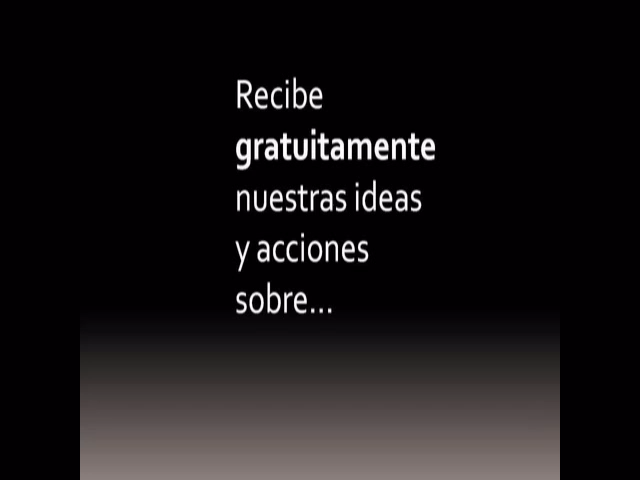 Recibe
gratuitamente
nuestras ideas
y acciones
sobre...